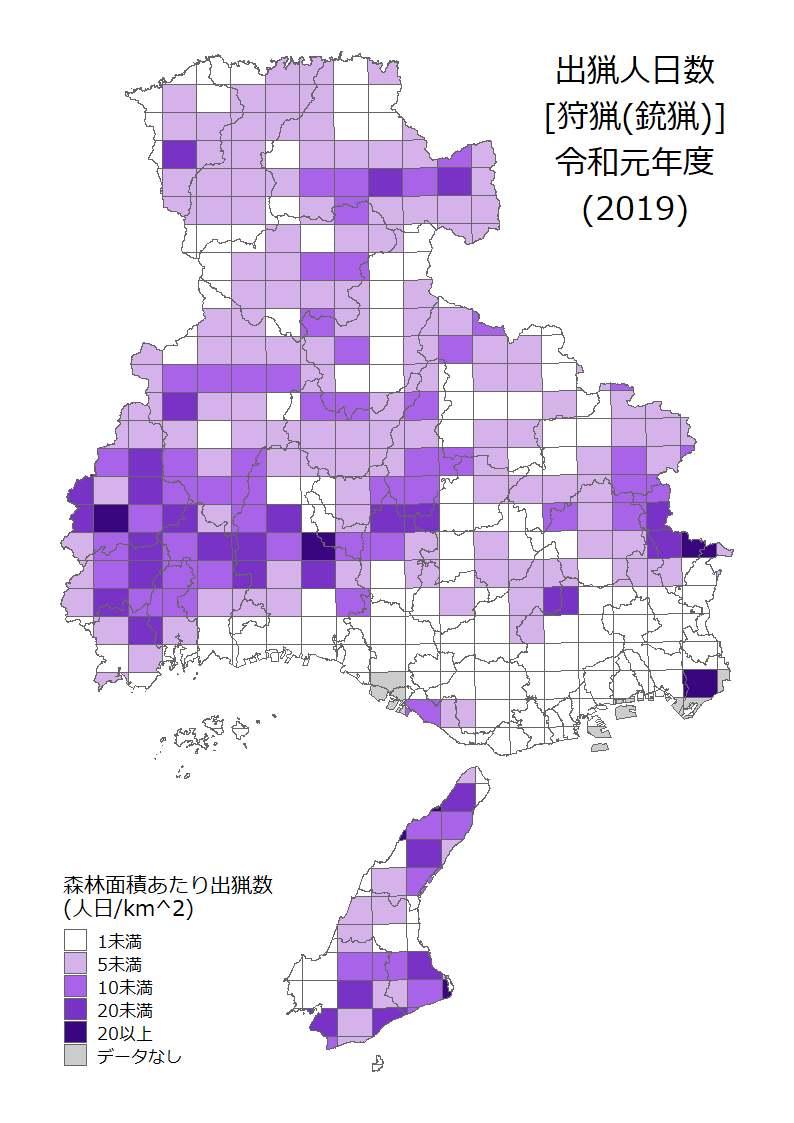 出猟人日数
[狩猟(銃猟)]
令和元年度
(2019)
森林面積あたり出猟数
(人日/km^2)
1未満
5未満
10未満
20未満
20以上
データなし